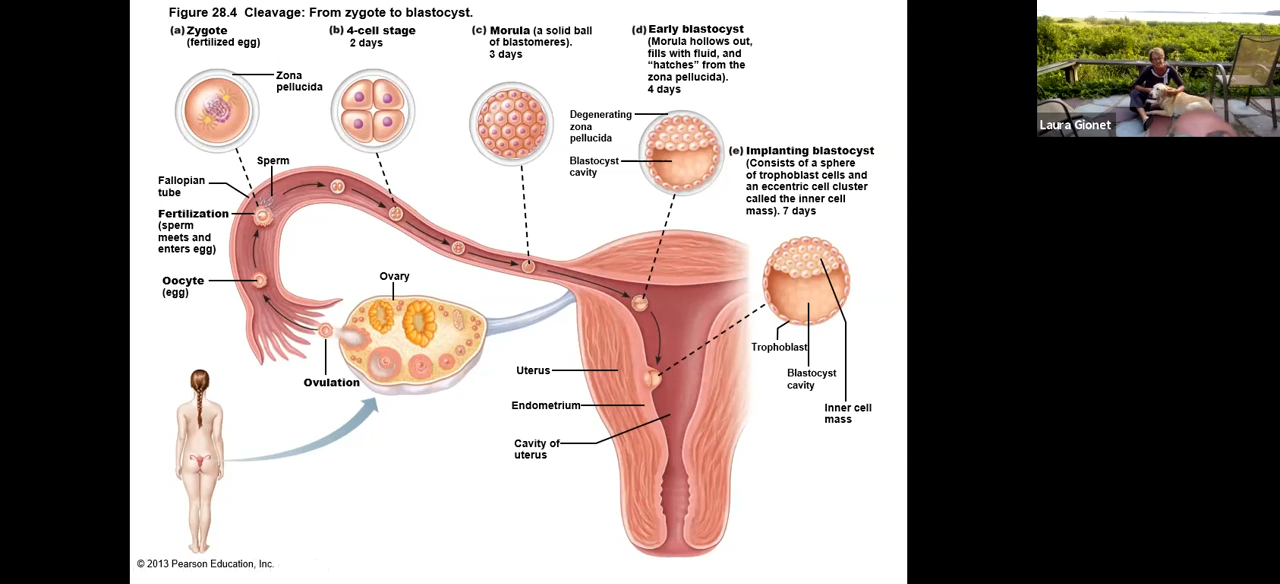 Figure 28.4 Cleavage: From zygote to blastocyst.
(a) Zygote
(fertilized egg)
(b) 4-cell stage
2 days
(c) Morula (a solid ball
of blastomeres).
3 days
(d) Early blastocyst
(Morula hollows out,
fills with fluid, and
“hatches” from the
zona pellucida).
4 days
Zona
pellucida
Degenerating
zona
pellucida
Blastocyst
cavity
(e) Implanting blastocyst
(Consists of a sphere
of trophoblast cells and
an eccentric cell cluster
called the inner cell
mass). 7 days
Sperm
Fallopian
tube
Fertilization
(sperm
meets and
enters egg)
Oocyte
(egg)
Ovary
Ovulation
Uterus
Endometrium
Cavity of
uterus
Trophoblast
Blastocyst
cavity
Inner cell
mass
© 2013 Pearson Education, Inc.
Laura Gionet